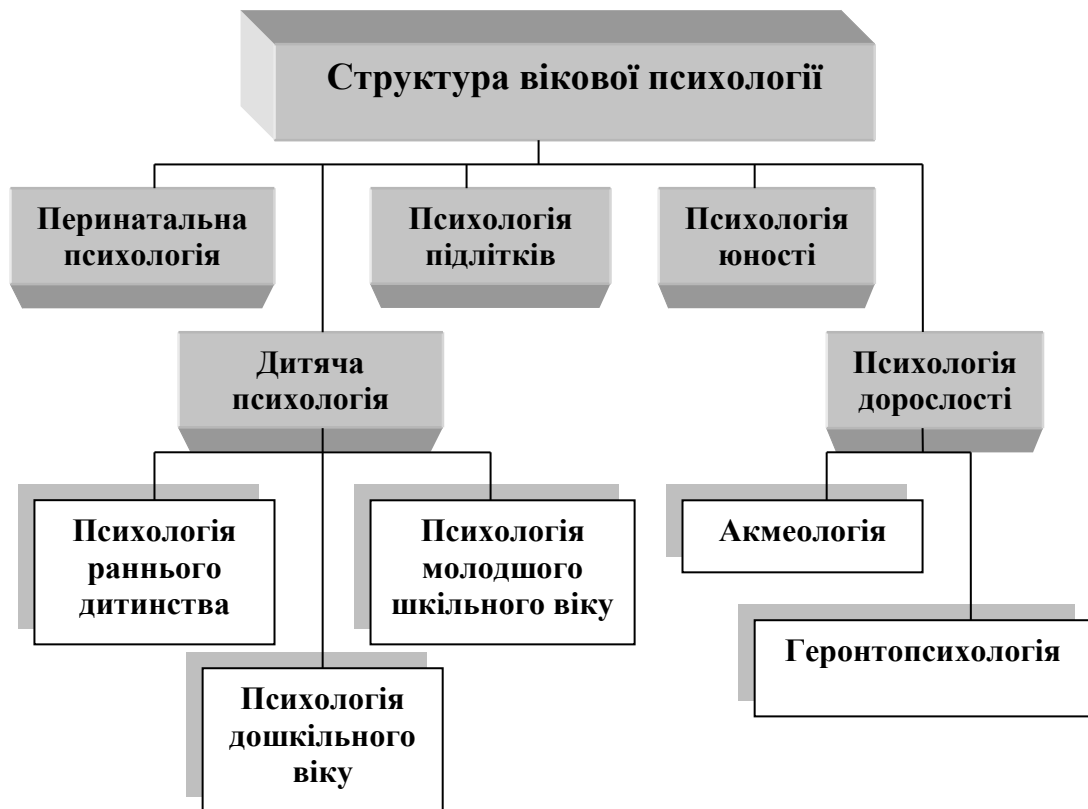 Структура вікової психології
Перинатальна
психологія
Психологія
підлітків
Психологія
юності
Дитяча
психологія
Психологія
дорослості
Психологія
раннього
дитинства
Психологія
молодшого
шкільного віку
Акмеологія
Геронтопсихологія
Психологія
дошкільного
віку